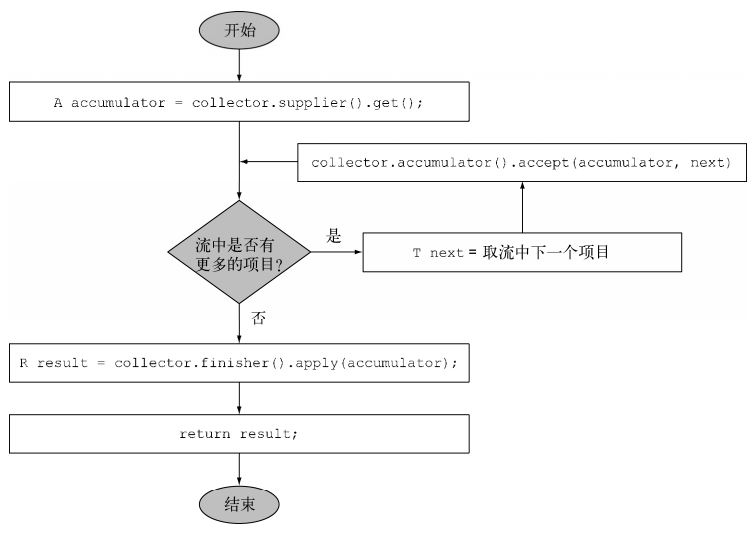 开始
A accumulator = collector.supplier().get();
collector.accumulator().accept(accumulator, next)
流中是否有
更多的项目?
是
T next = 取流中下一个项目
否
R result = collector.finisher().apply(accumulator);
return result;
结束